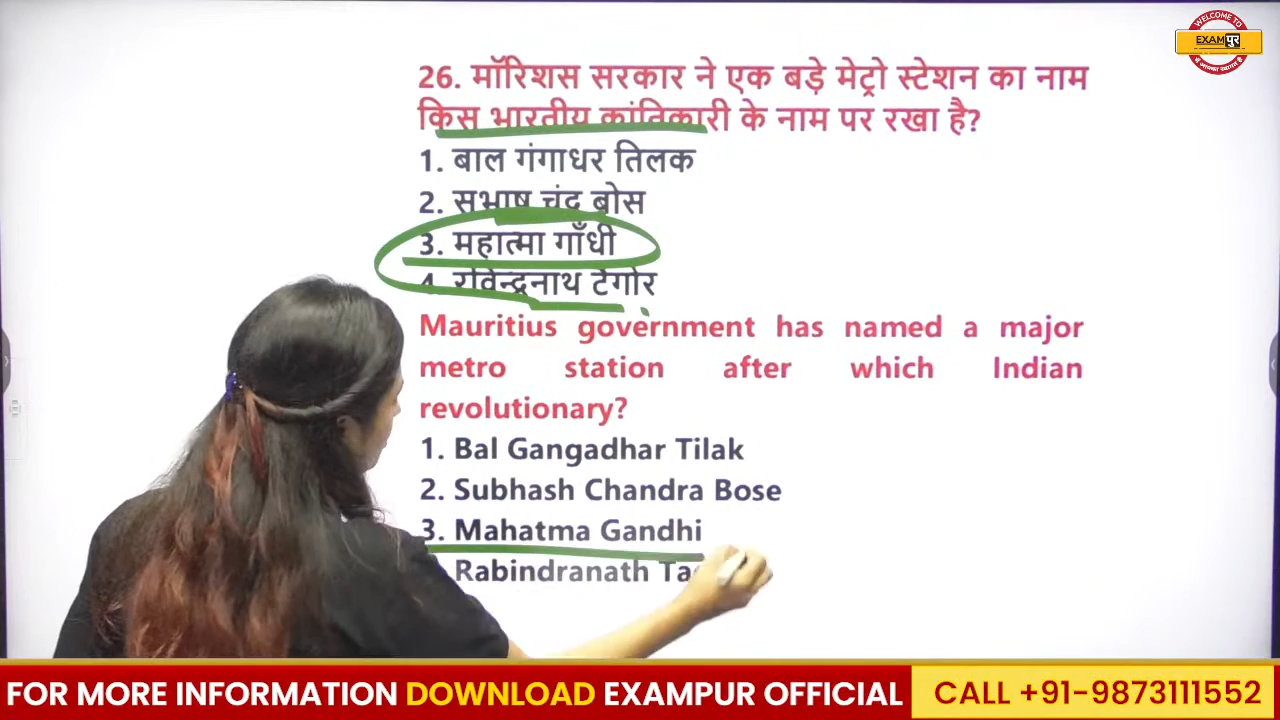 WELCOME TO
EXAMपुर
26. मॉरिशस सरकार ने एक बड़े मेट्रो स्टेशन का नाम
किस भारतीय क्रांतिकारी के नाम पर रखा है?
1. बाल गंगाधर तिलक
2. सुभाष चंद्र बोस
3. महात्मा गाँधी
4. रविन्द्रनाथ टैगोर
Mauritius government has named a major
metro station after which Indian
revolutionary?
1. Bal Gangadhar Tilak
2. Subhash Chandra Bose
3. Mahatma Gandhi
Rabindranath
FOR MORE INFORMATION DOWNLOAD EXAMPUR OFFICIAL
CALL +91-9873111552